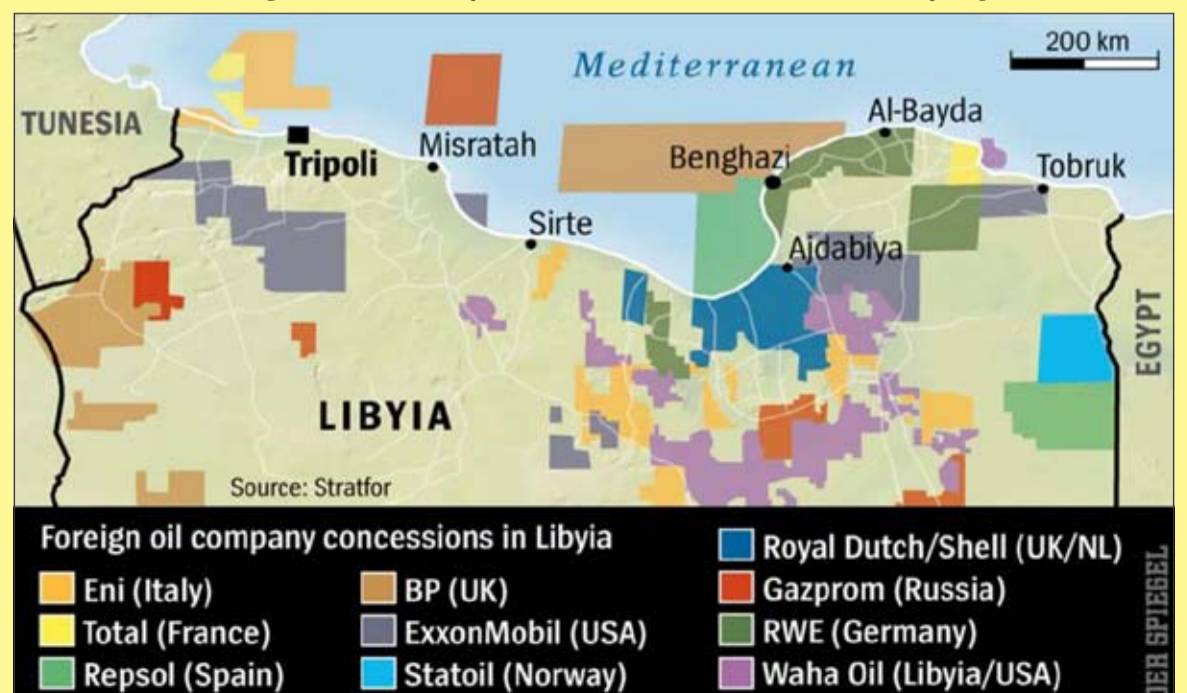 200 km
Mediterranean
TUNESIA
Al-Bayda
Misratah
Benghazi
Tripoli
Tobruk
Sirte
Ajdabiya
EGYPT
LIBYIA
Source: Stratfor
Foreign oil company concessions in Libyia
Eni (Italy)
Total (France)
Repsol (Spain)
BP (UK)
ExxonMobil (USA)
Statoil (Norway)
Royal Dutch/Shell (UK/NL)
Gazprom (Russia)
RWE (Germany)
Waha Oil (Libyia/USA)
SPIEGEL